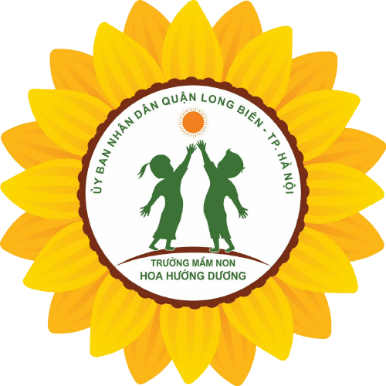 ỦY BAN NHÂN DÂN QUẬN LONG BIÊN - TP. HÀ NỘI
TRƯỜNG MẦM NON
HOA HƯỚNG DƯƠNG